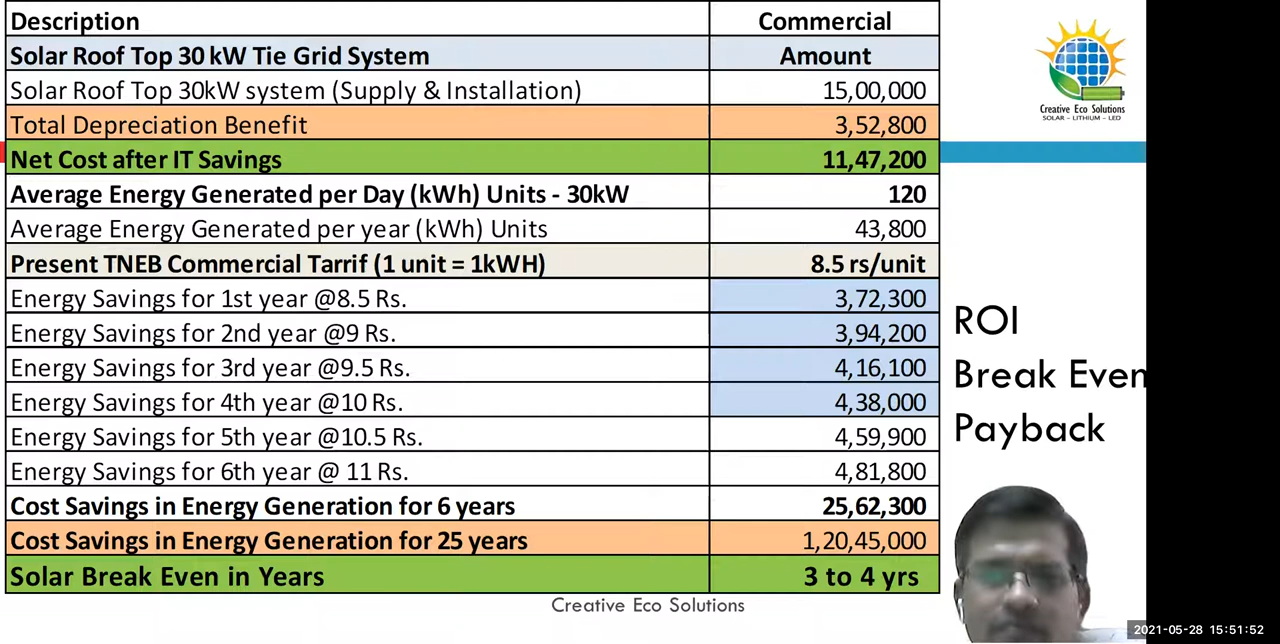 Description Commercial
Solar Roof Top 30 kW Tie Grid System Amount
Solar Roof Top 30kW system (Supply & Installation) 15,00,000
Total Depreciation Benefit 3,52,800
Net Cost after IT Savings 11,47,200
Average Energy Generated per Day (kWh) Units - 30kW 120
Average Energy Generated per year (kWh) Units 43,800
Present TNEB Commercial Tarrif (1 unit = 1kWH) 8.5 rs/unit
Energy Savings for 1st year @8.5 Rs. 3,72,300
Energy Savings for 2nd year @9 Rs. 3,94,200
Energy Savings for 3rd year @9.5 Rs. 4,16,100
Energy Savings for 4th year @10 Rs. 4,38,000
Energy Savings for 5th year @10.5 Rs. 4,59,900
Energy Savings for 6th year @ 11 Rs. 4,81,800
Cost Savings in Energy Generation for 6 years 25,62,300
Cost Savings in Energy Generation for 25 years 1,20,45,000
Solar Break Even in Years 3 to 4 yrs
Creative Eco Solutions
Creative Eco Solutions
SOLAR - LITHIUM - LED
ROI
Break Even
Payback
2021-05-28 15:51:52